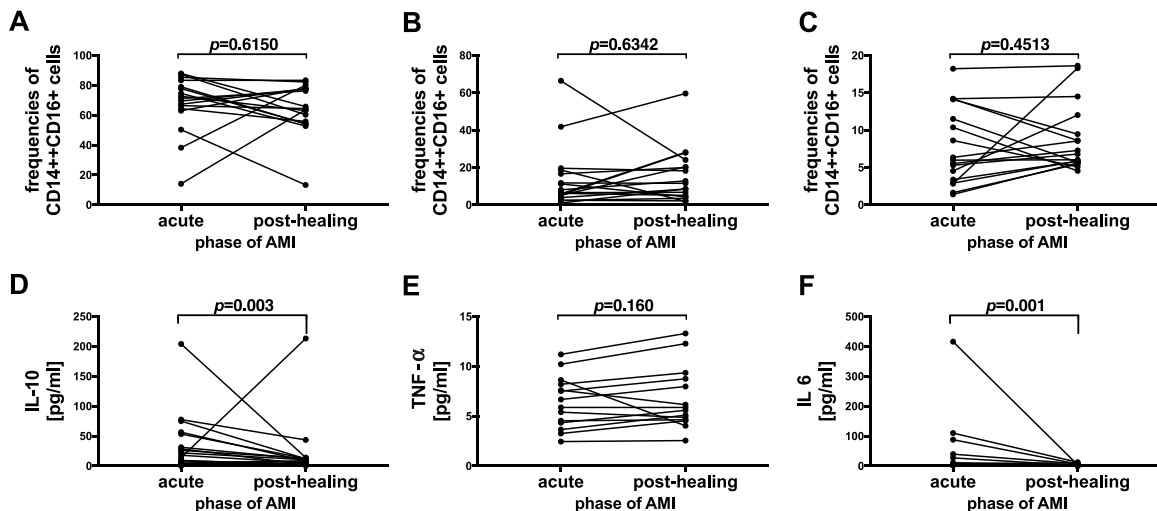 A
frequencies of
CD14++CD16+ cells
p=0.6150
100
80
60
40
20
0
acute
post-healing
phase of AMI
B
frequencies of
CD14++CD16+ cells
p=0.6342
80
60
40
20
0
acute
post-healing
phase of AMI
C
frequencies of
CD14++CD16+ cells
p=0.4513
20
15
10
5
0
acute
post-healing
phase of AMI
D
IL-10
[pg/ml]
p=0.003
250
200
150
100
50
0
acute
post-healing
phase of AMI
E
TNF-α
[pg/ml]
p=0.160
15
10
5
0
acute
post-healing
phase of AMI
F
IL 6
[pg/ml]
p=0.001
500
400
300
200
100
0
acute
post-healing
phase of AMI